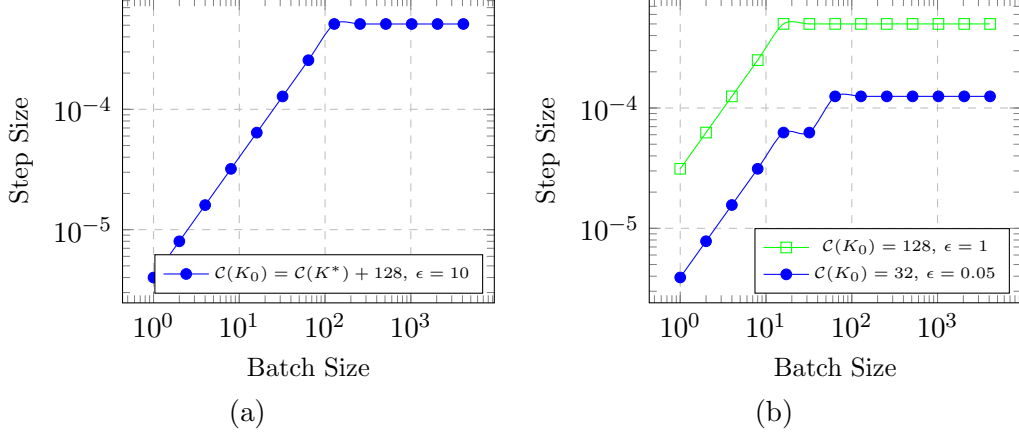 10^{-4}
10^{-5}
Step Size
C(K_0) = C(K*) + 128, ϵ = 10
10^0 10^1 10^2 10^3
Batch Size
(a)
10^{-4}
10^{-5}
Step Size
C(K_0) = 128, ϵ = 1
C(K_0) = 32, ϵ = 0.05
10^0 10^1 10^2 10^3
Batch Size
(b)